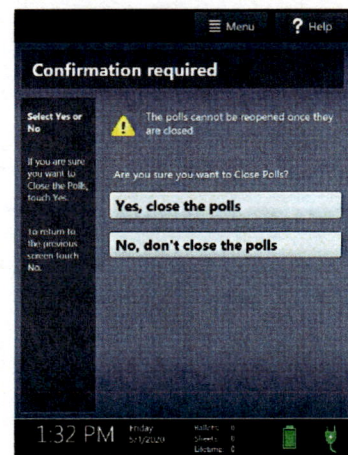 Menu
? Help
Confirmation required
Select Yes or
No
If you are sure
you want to
Close the Polls,
touch Yes.
To return to
the previous
screen touch
No.
The polls cannot be reopened once they
are closed
Are you sure you want to Close Polls?
Yes, close the polls
No, don't close the polls
1:32 PM
Friday
5/1/2020
Ballots: 0
Sheets: 0
Lifetime: 0